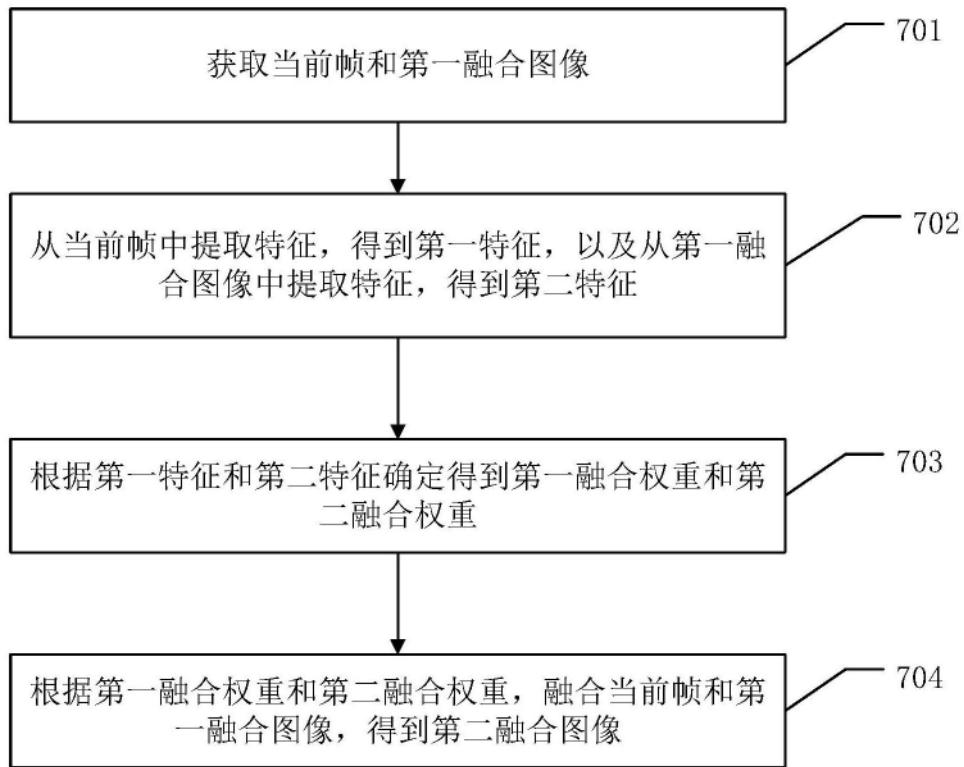 获取当前帧和第一融合图像
701
从当前帧中提取特征，得到第一特征，以及从第一融
合图像中提取特征，得到第二特征
702
根据第一特征和第二特征确定得到第一融合权重和第
二融合权重
703
根据第一融合权重和第二融合权重，融合当前帧和第
一融合图像，得到第二融合图像
704